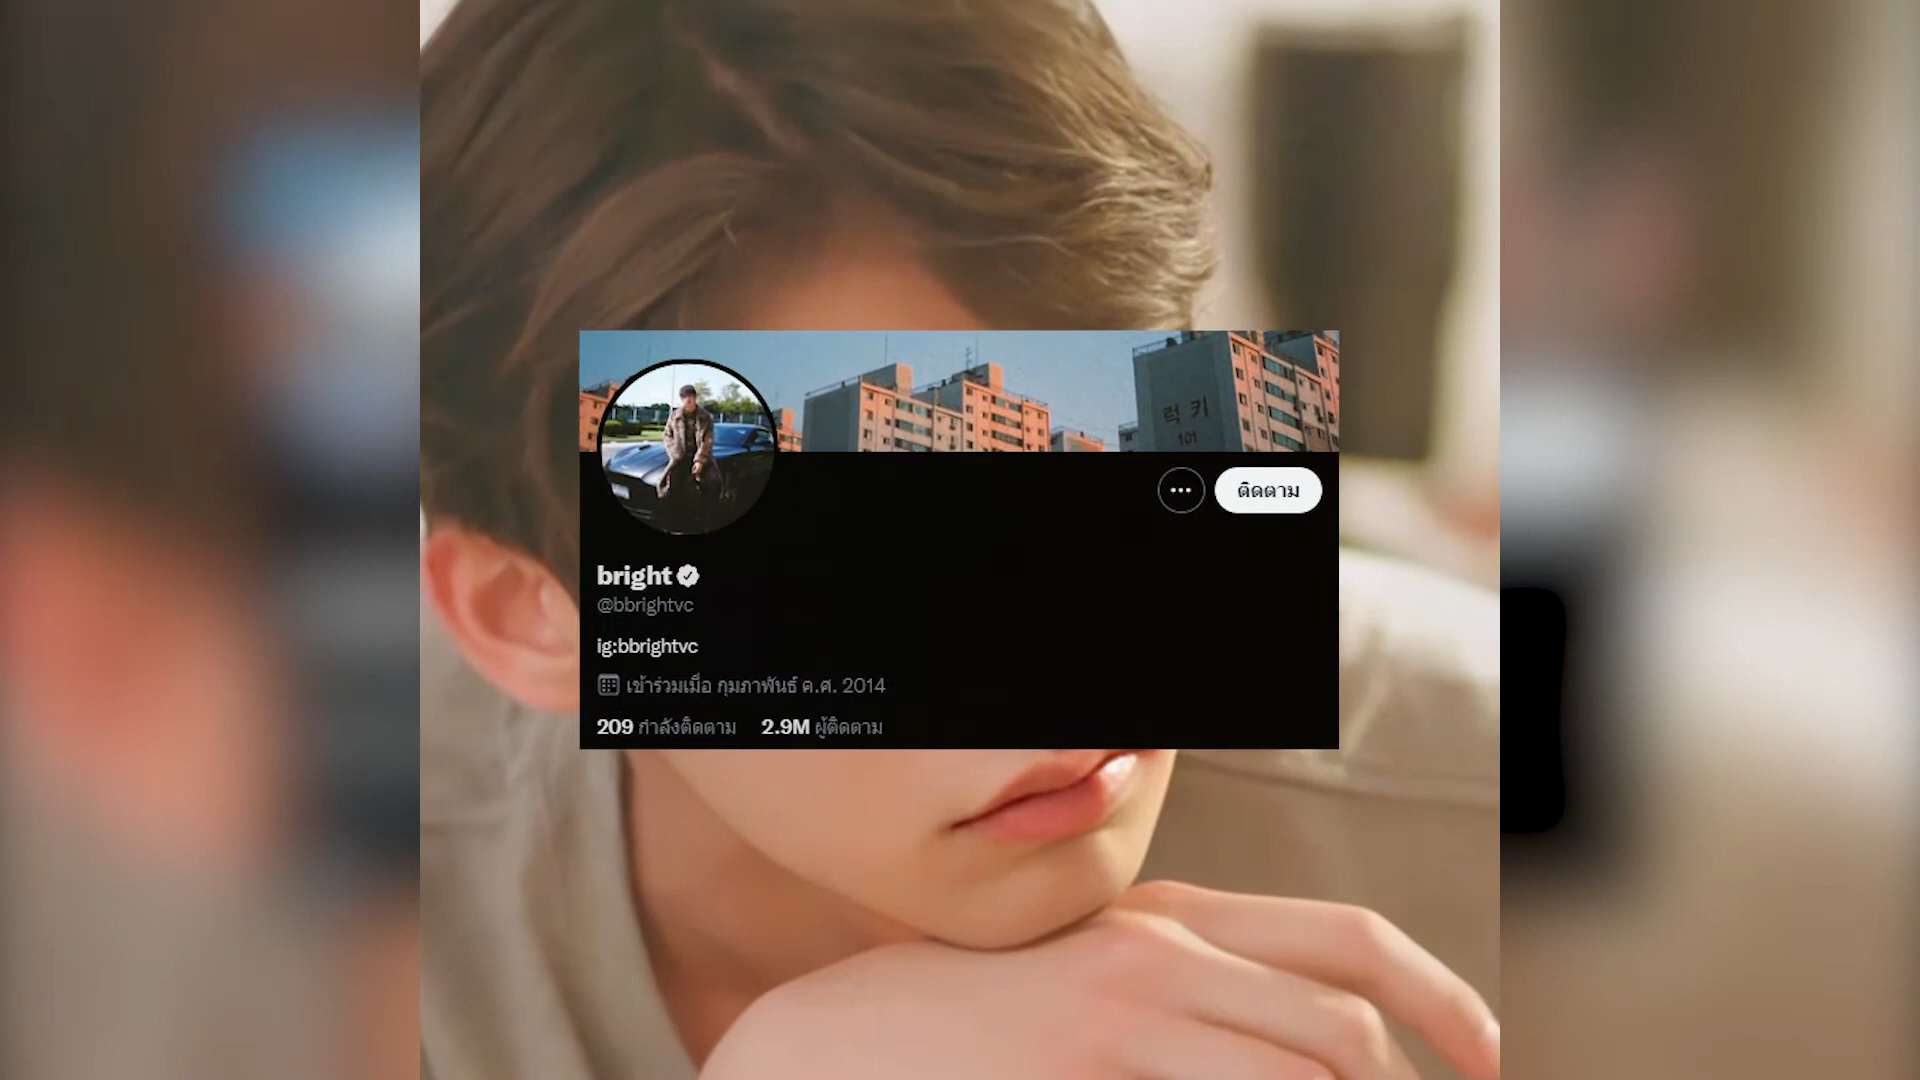 럭키
101
ติดตาม
bright
@bbrightvc
ig:bbrightvc
เข้าร่วมเมื่อ กุมภาพันธ์ ค.ศ. 2014
209 กำลังติดตาม 2.9M ผู้ติดตาม